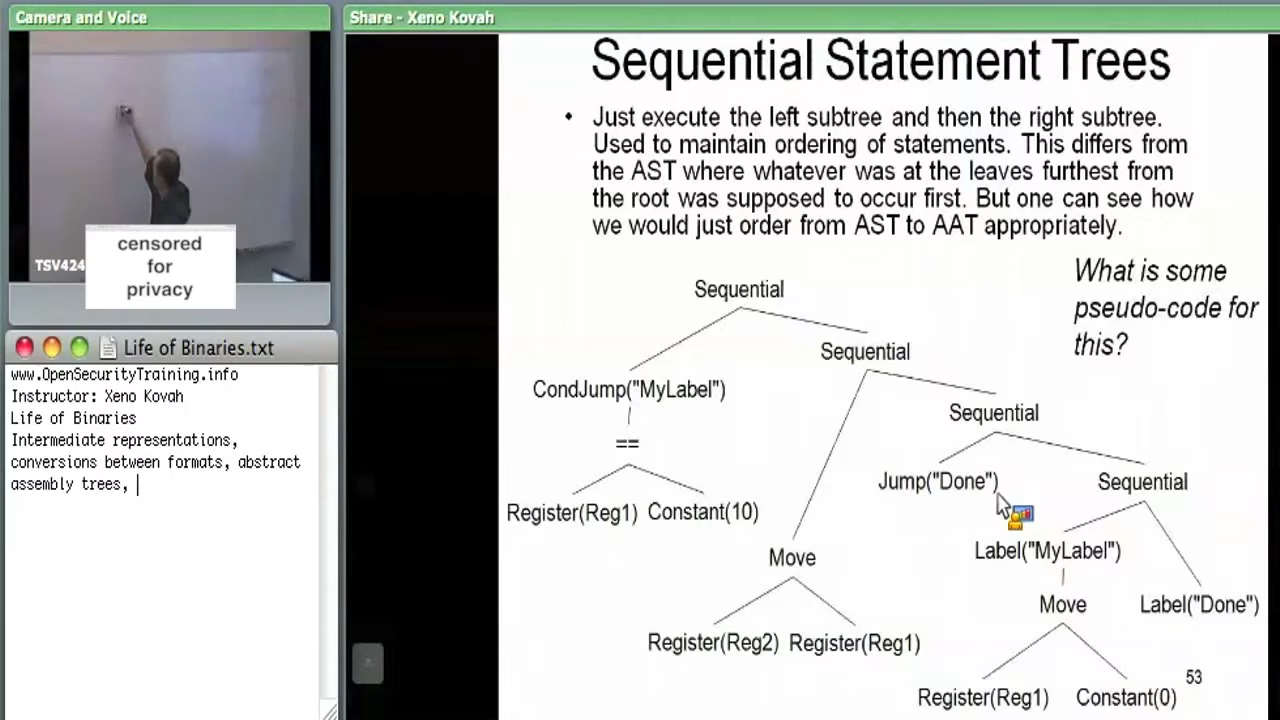 Camera and Voice
TSV424
censored
for
privacy
Life of Binaries.txt
www.OpenSecurityTraining.info
Instructor: Xeno Kovah
Life of Binaries
Intermediate representations,
conversions between formats, abstract
assembly trees,
Share - Xeno Kovah
Sequential Statement Trees
• Just execute the left subtree and then the right subtree.
Used to maintain ordering of statements. This differs from
the AST where whatever was at the leaves furthest from
the root was supposed to occur first. But one can see how
we would just order from AST to AAT appropriately.
What is some
pseudo-code for
this?
Sequential
Sequential
CondJump("MyLabel")
Sequential
==
Jump("Done")
Sequential
Register(Reg1) Constant(10)
Label("MyLabel")
Move
Move
Label("Done")
Register(Reg2) Register(Reg1)
Register(Reg1) Constant(0)
53